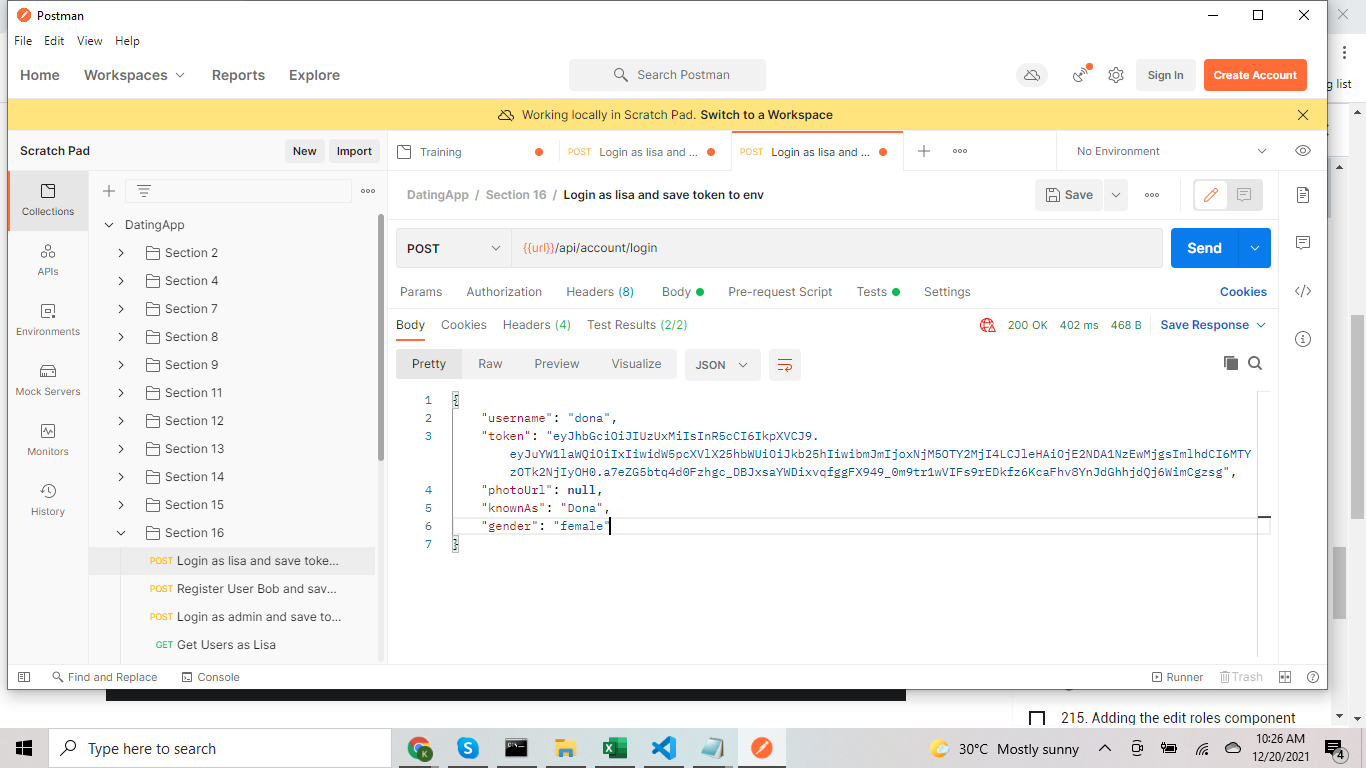 Postman
File Edit View Help
Home Workspaces Reports Explore Search Postman Sign In Create Account
g list
Working locally in Scratch Pad. Switch to a Workspace
Scratch Pad New Import
Training POST Login as lisa and ... POST Login as lisa and ... No Environment
Collections
APIs
Environments
Mock Servers
Monitors
History
DatingApp
Section 2
Section 4
Section 7
Section 8
Section 9
Section 11
Section 12
Section 13
Section 14
Section 15
Section 16
POST Login as lisa and save toke...
POST Register User Bob and sav...
POST Login as admin and save to...
GET Get Users as Lisa
DatingApp / Section 16 / Login as lisa and save token to env Save
POST {{url}}/api/account/login Send
Params Authorization Headers (8) Body Pre-request Script Tests Settings Cookies
Body Cookies Headers (4) Test Results (2/2) 200 OK 402 ms 468 B Save Response
Pretty Raw Preview Visualize JSON
1 {
2 "username": "dona",
3 "token": "eyJhbGciOiJIUzUxMiIsInR5cCI6IkpXVCJ9.
eyJuYW1laWQiOiIxIiwidW5pcXVlX25hbWUiOiJkb25hIiwibmJmIjoxNjM5OTY2MjI4LCJleHAiOjE2NDA1NzEwMjgsImlhdCI6MTY
zOTk2NjIyOH0.a7eZG5btq4d0Fzhgc_DBJxsaYWDixvqfggFX949_0m9tr1wVIFs9rEDkfz6KcaFhv8YnJdGhhjdQj6WimCgzsg",
4 "photoUrl": null,
5 "knownAs": "Dona",
6 "gender": "female"
7 }
Find and Replace Console Runner Trash
215. Adding the edit roles component
Type here to search 30°C Mostly sunny 10:26 AM
12/20/2021
4